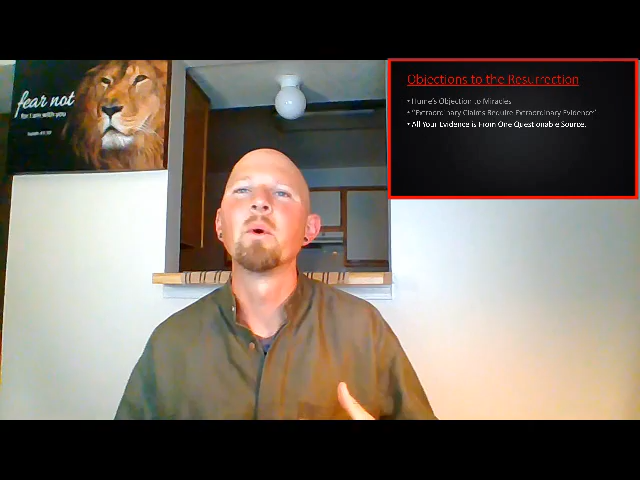 fear not
for I am with you
Objections to the Resurrection
• Hume's Objection to Miracles
• "Extraordinary Claims Require Extraordinary Evidence"
• All Your Evidence is From One Questionable Source.